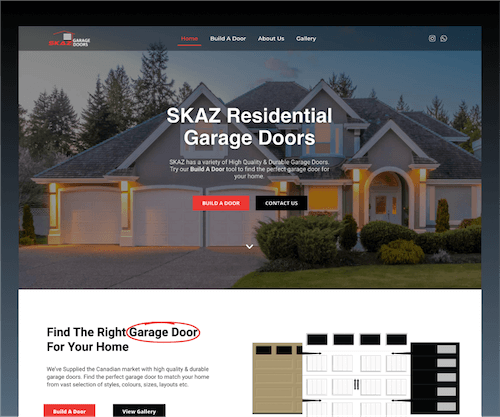 SKAZ GARAGE
DOORS
Home Build A Door About Us Gallery
SKAZ Residential
Garage Doors
SKAZ has a variety of High Quality & Durable Garage Doors.
Try our Build A Door tool to find the perfect garage door for
your home.
BUILD A DOOR CONTACT US
Find The Right Garage Door
For Your Home
We've Supplied the Canadian market with high quality & durable
garage doors. Find the perfect garage door to match your home
from vast selection of styles, colours, sizes, layouts etc.
Build A Door View Gallery